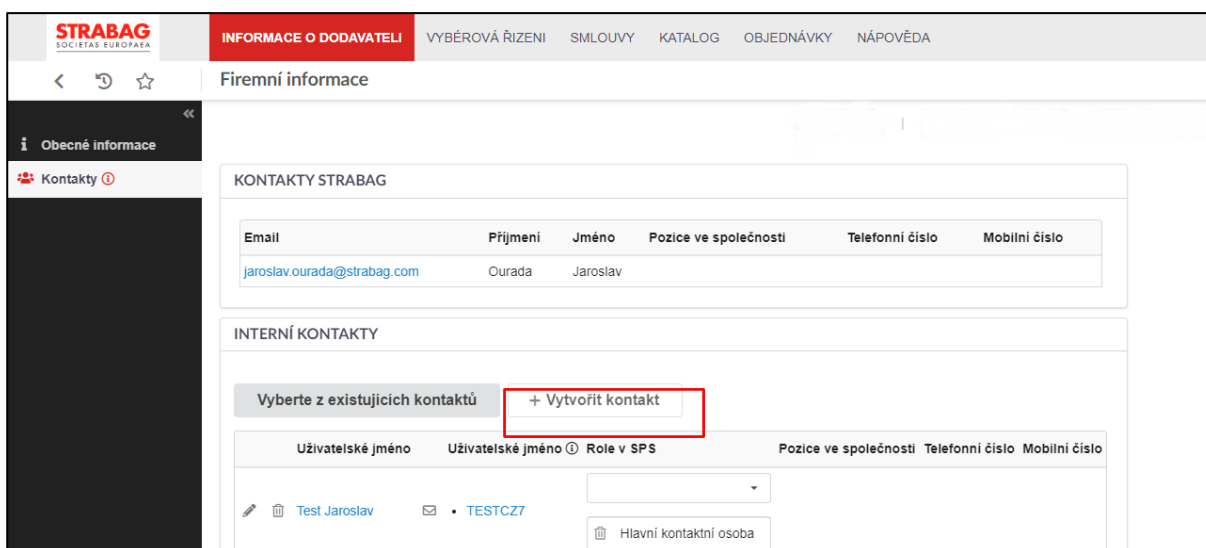 STRABAG
SOCIETAS EUROPAEA
INFORMACE O DODAVATELI VYBÉROVÁ ŘIZENI SMLOUVY KATALOG OBJEDNÁVKY NÁPOVĚDA
Firemní informace
Obecné informace
Kontakty
KONTAKTY STRABAG
Email Příjmení Jméno Pozice ve společnosti Telefonní číslo Mobilní číslo
jaroslav.ourada@strabag.com Ourada Jaroslav
INTERNÍ KONTAKTY
Vyberte z existujících kontaktů + Vytvořit kontakt
Uživatelské jméno Uživatelské jméno Role v SPS Pozice ve společnosti Telefonní číslo Mobilní číslo
Test Jaroslav • TESTCZ7
Hlavní kontaktní osoba